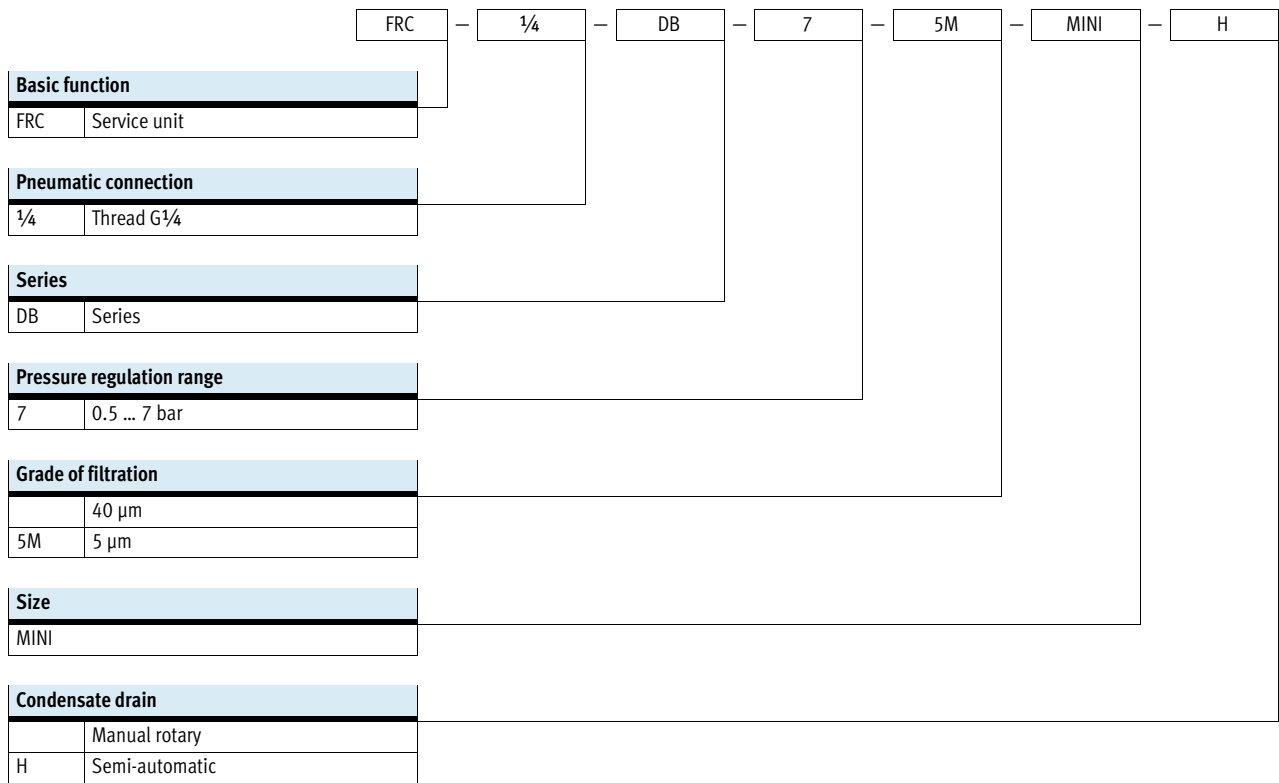 FRC – ¼ – DB – 7 – 5M – MINI – H
Basic function
FRC Service unit
Pneumatic connection
¼ Thread G¼
Series
DB Series
Pressure regulation range
7 0.5 ... 7 bar
Grade of filtration
40 µm
5M 5 µm
Size
MINI
Condensate drain
Manual rotary
H Semi-automatic